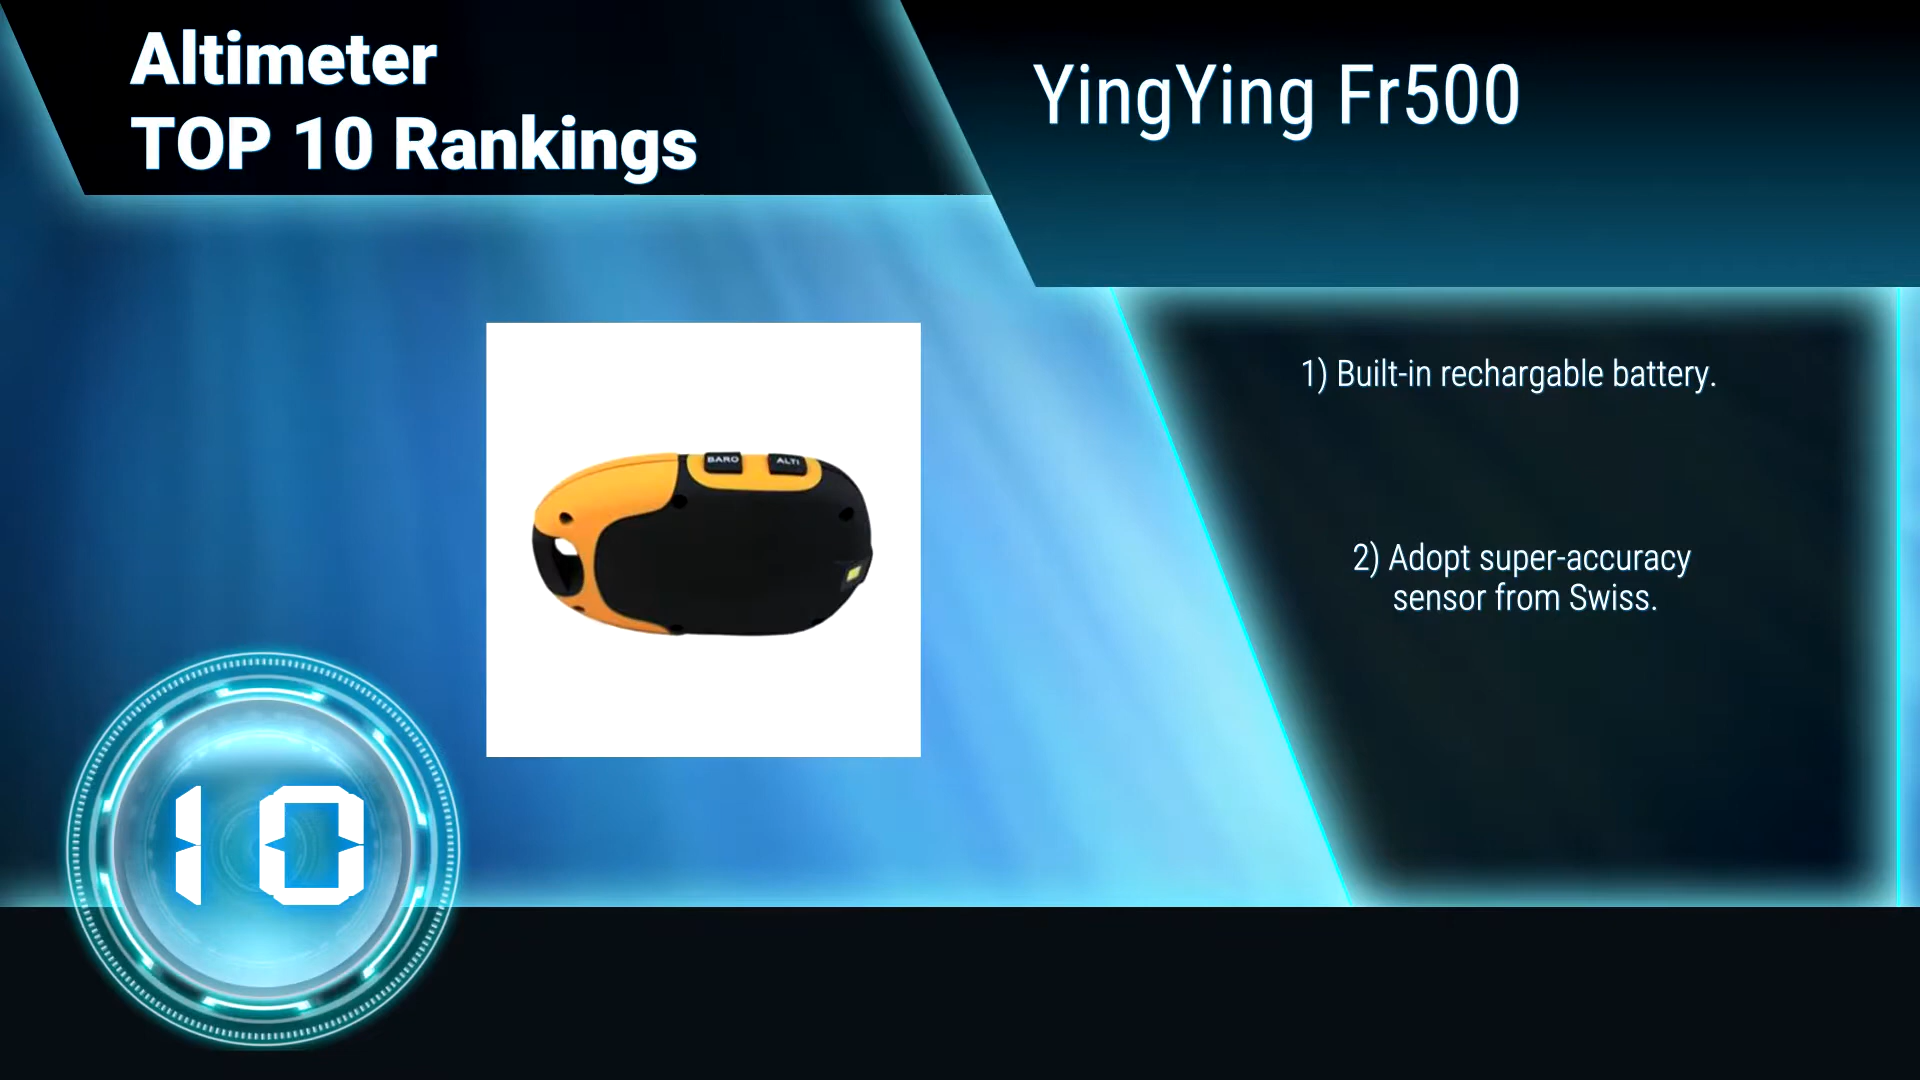 Altimeter
TOP 10 Rankings
YingYing Fr500
BARO
ALTI
1) Built-in rechargable battery.
2) Adopt super-accuracy
sensor from Swiss.
10